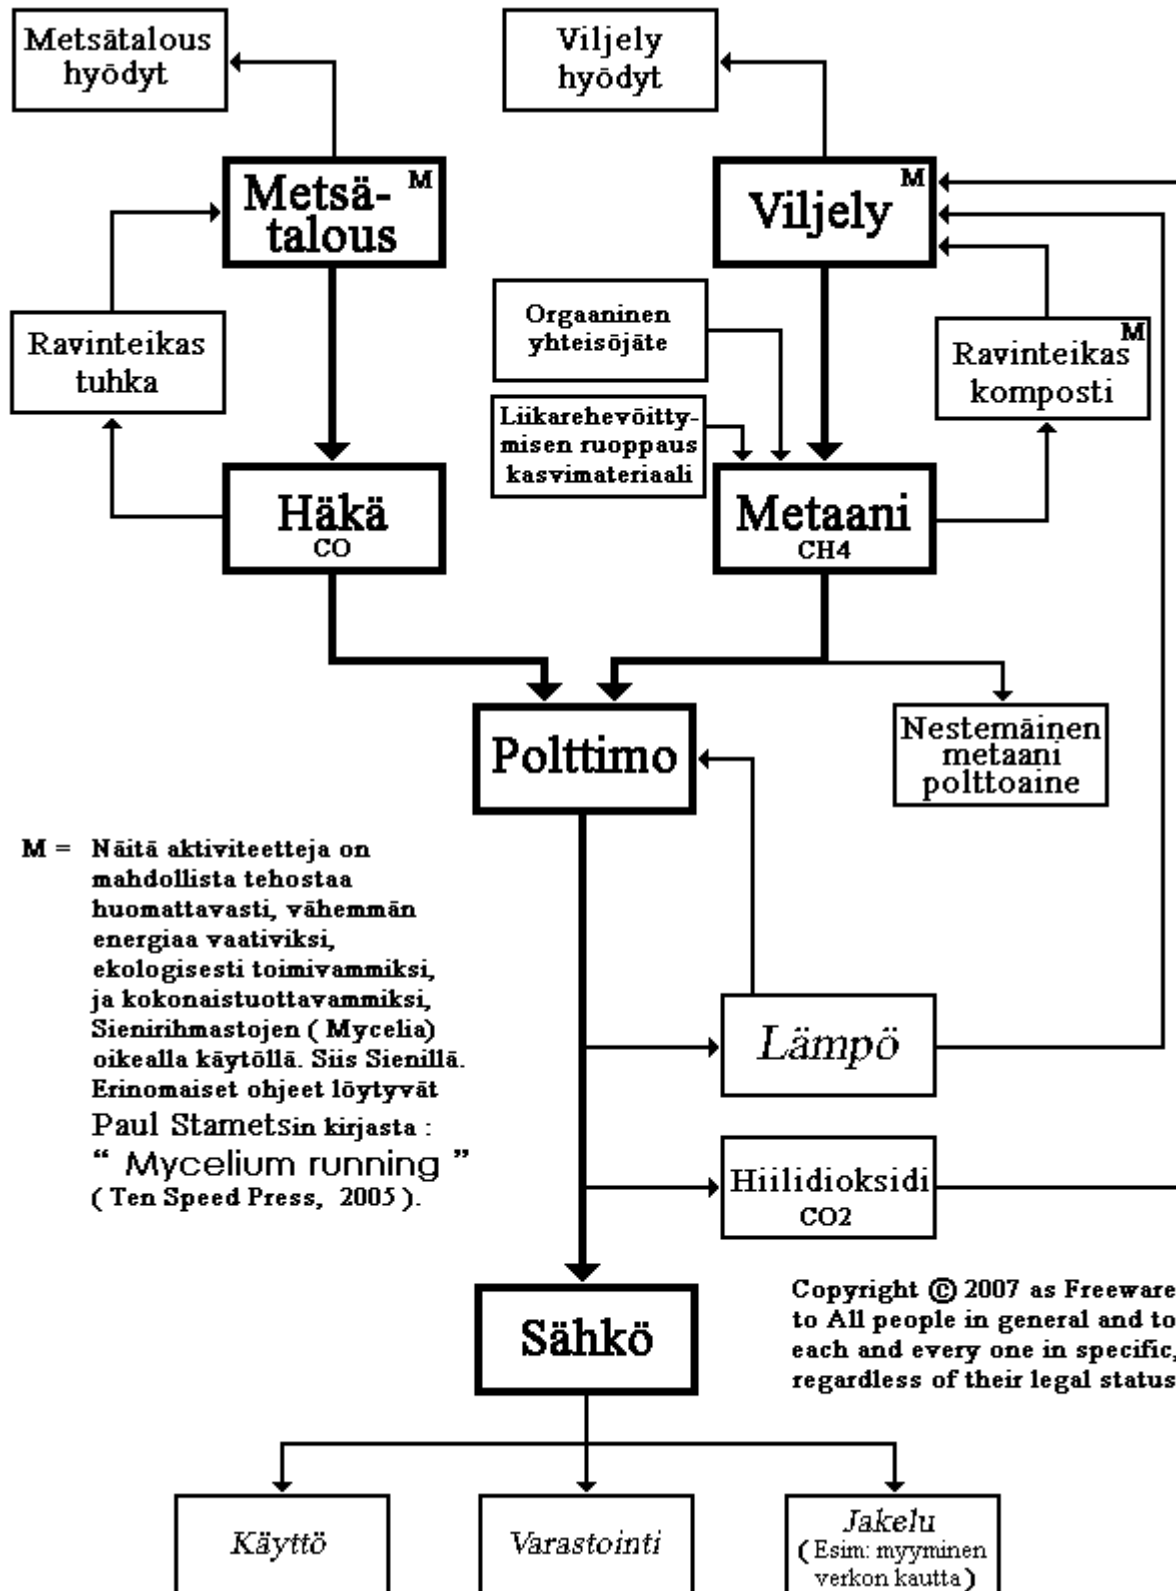 Metsätalous
hyödyt
Viljely
hyödyt
Metsä-
talous
M
Viljely
M
Ravinteikas
tuhka
Orgaaninen
yhteisöjäte
Liikarehevöitty-
misen ruoppaus
kasvimateriaali
Ravinteikas
komposti
M
Häkä
CO
Metaani
CH4
Polttimo
Nestemäinen
metaani
polttoaine
M = Näitä aktiviteetteja on
mahdollista tehostaa
huomattavasti, vähemmän
energiaa vaativiksi,
ekologisesti toimivammiksi,
ja kokonaistuottavammiksi,
Sienirihmastojen ( Mycelia)
oikealla käytöllä. Siis Sienillä.
Erinomaiset ohjeet löytyvät
Paul Stametsin kirjasta :
“ Mycelium running ”
( Ten Speed Press, 2005 ).
Lämpö
Hiilidioksidi
CO2
Sähkö
Copyright © 2007 as Freeware
to All people in general and to
each and every one in specific,
regardless of their legal status
Käyttö
Varastointi
Jakelu
( Esim: myyminen
verkon kautta )